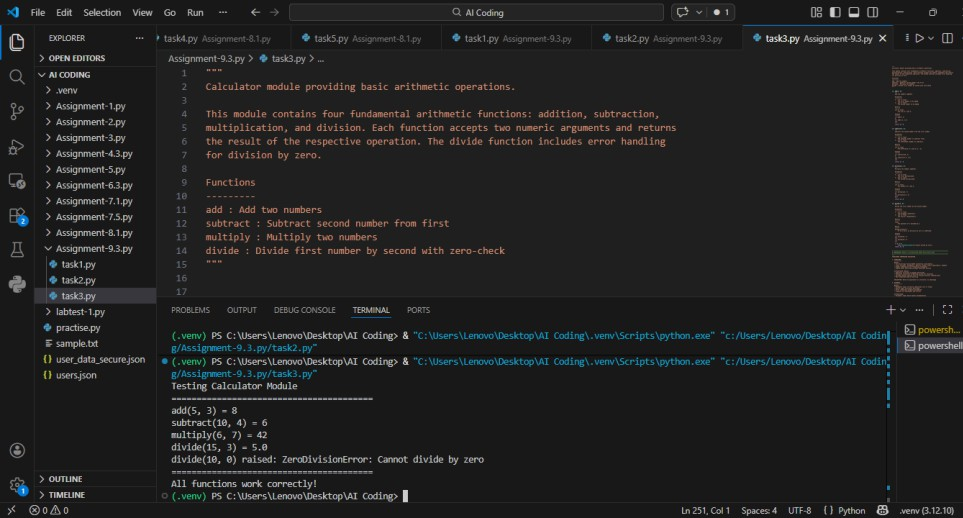 File Edit Selection View Go Run ... ← → AI Coding 1
EXPLORER ...
OPEN EDITORS
AI CODING
.venv
Assignment-1.py
Assignment-2.py
Assignment-3.py
Assignment-4.3.py
Assignment-5.py
Assignment-6.3.py
Assignment-7.1.py
Assignment-7.5.py
Assignment-8.1.py
Assignment-9.3.py
task1.py
task2.py
task3.py
labtest-1.py
practise.py
sample.txt
{} user_data_secure.json
{} users.json
OUTLINE
TIMELINE
2
1
task4.py Assignment-8.1.py task5.py Assignment-8.1.py task1.py Assignment-9.3.py task2.py Assignment-9.3.py task3.py Assignment-9.3.py
Assignment-9.3.py > task3.py > ...
1 """
2 Calculator module providing basic arithmetic operations.
3
4 This module contains four fundamental arithmetic functions: addition, subtraction,
5 multiplication, and division. Each function accepts two numeric arguments and returns
6 the result of the respective operation. The divide function includes error handling
7 for division by zero.
8
9 Functions
10 ---------
11 add : Add two numbers
12 subtract : Subtract second number from first
13 multiply : Multiply two numbers
14 divide : Divide first number by second with zero-check
15 """
16
17
PROBLEMS OUTPUT DEBUG CONSOLE TERMINAL PORTS
(.venv) PS C:\Users\Lenovo\Desktop\AI Coding> & "C:\Users\Lenovo\Desktop\AI Coding\.venv\Scripts\python.exe" "c:/Users/Lenovo/Desktop/AI Codin
g/Assignment-9.3.py/task2.py"
(.venv) PS C:\Users\Lenovo\Desktop\AI Coding> & "C:\Users\Lenovo\Desktop\AI Coding\.venv\Scripts\python.exe" "c:/Users/Lenovo/Desktop/AI Codin
g/Assignment-9.3.py/task3.py"
Testing Calculator Module
========================================
add(5, 3) = 8
subtract(10, 4) = 6
multiply(6, 7) = 42
divide(15, 3) = 5.0
divide(10, 0) raised: ZeroDivisionError: Cannot divide by zero
========================================
All functions work correctly!
(.venv) PS C:\Users\Lenovo\Desktop\AI Coding>
powersh...
powershell
0 0 Ln 251, Col 1 Spaces: 4 UTF-8 {} Python .venv (3.12.10)